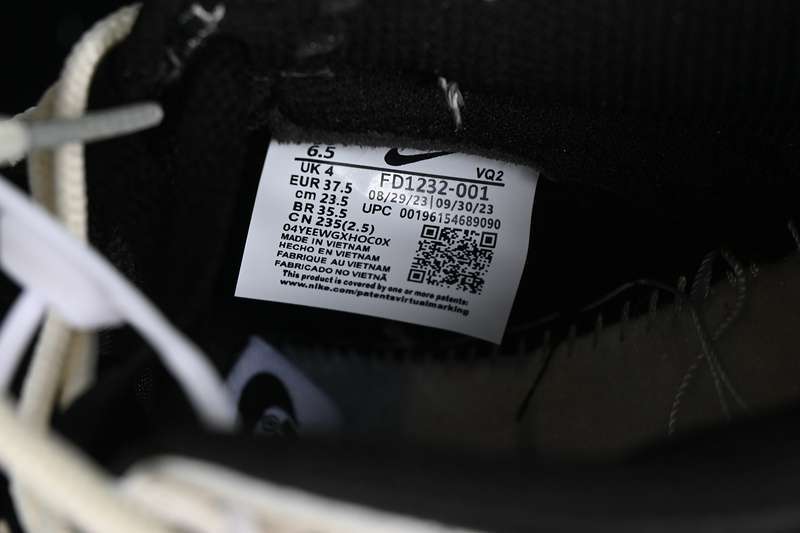 6.5
VQ2
UK 4
EUR 37.5
cm 23.5
BR 35.5
CN 235(2.5)
FD1232-001
08/29/23|09/30/23
UPC 00196154689090
04YEEWGXHOC0X
MADE IN VIETNAM
HECHO EN VIETNAM
FABRIQUE AU VIETNAM
FABRICADO NO VIETNÃ
This product is covered by one or more patents:
www.nike.com/patentsvirtualmarking